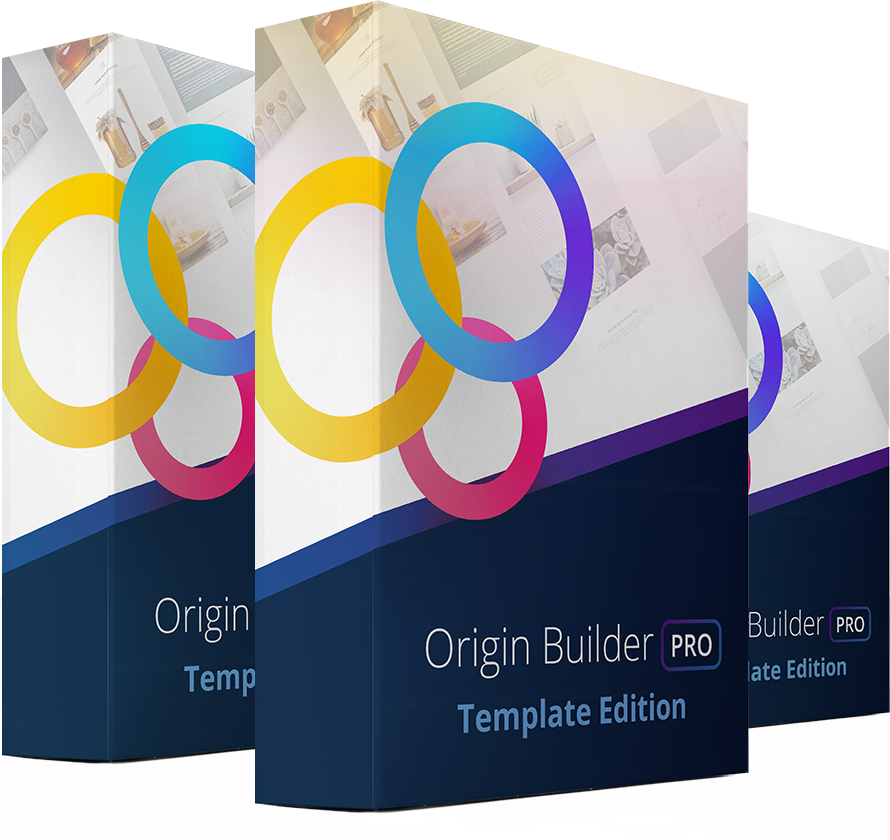 Origin
Temp
Origin Builder PRO
Template Edition
Builder PRO
late Edition